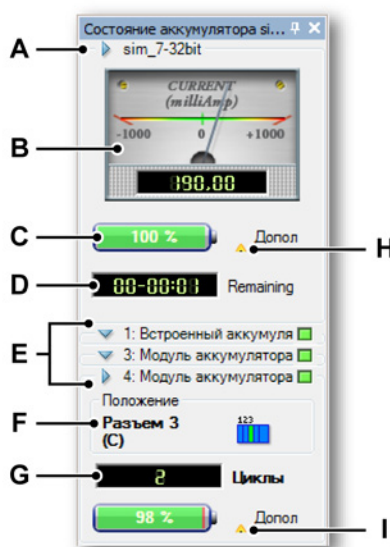 Состояние аккумулятора si...
A
sim_7-32bit
CURRENT
(milliAmp)
-1000 0 +1000
B
190.00
C
100 %
Допол
H
D
00-00:01
Remaining
E
1: Встроенный аккумуля
3: Модуль аккумулятора
4: Модуль аккумулятора
Положение
F
Разъем 3
(C)
123
G
2
Циклы
98 %
Допол
I